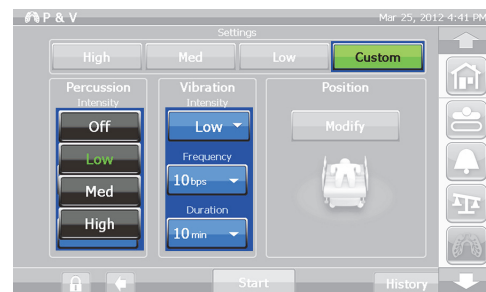 P & V
Mar 25, 2012 4:41 PM
Settings
High
Med
Low
Custom
Percussion
Intensity
Off
Low
Med
High
Vibration
Intensity
Low
Frequency
10 bps
Duration
10 min
Position
Modify
Start
History